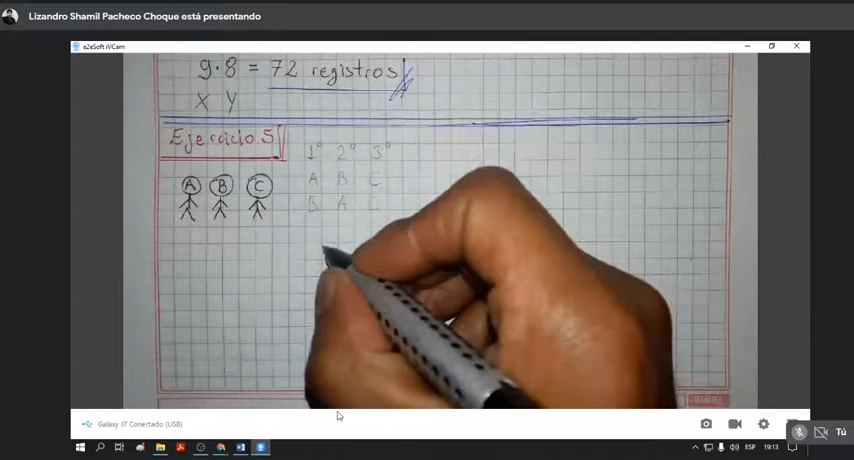 Lizandro Shamil Pacheco Choque está presentando
e2eSoft iVCam
9·8 = 72 registros
X Y
Ejercicio 5
1° 2° 3°
A B C
A B C
B A C
Tema:
Galaxy J7 Conectado (USB)
Tú
ESP 19:13